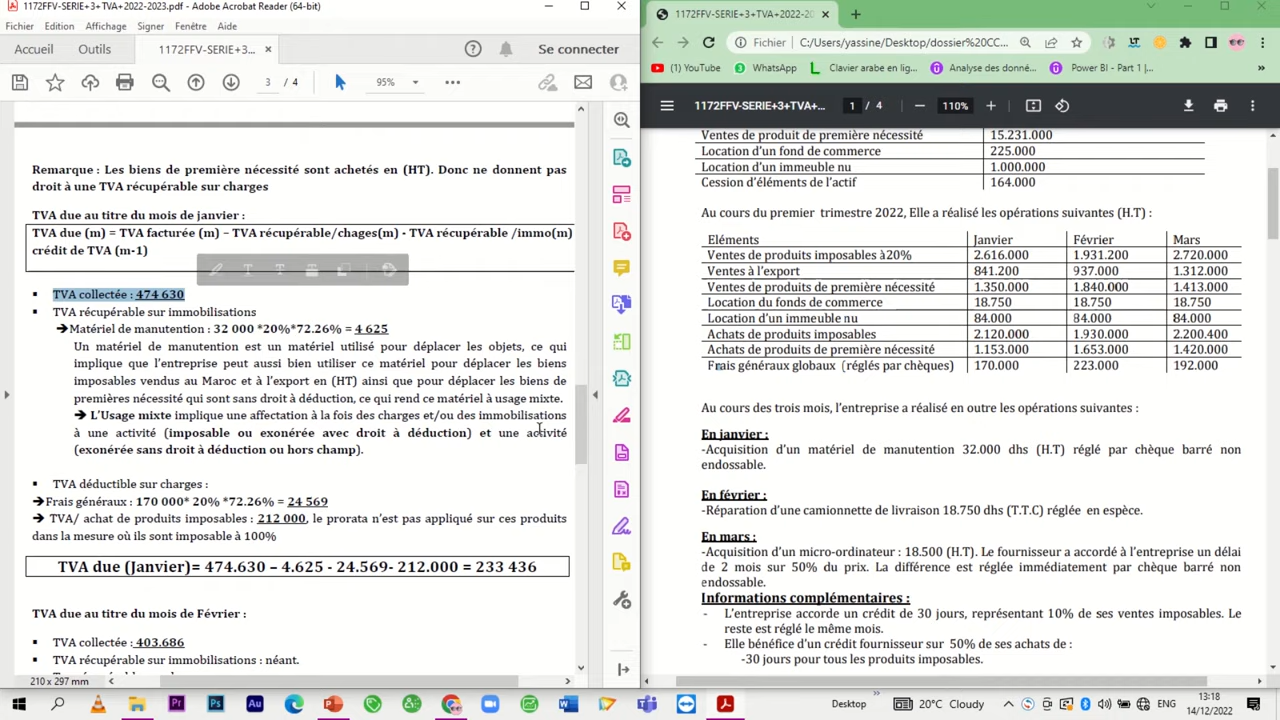 1172FFV-SERIE+3+TVA+2022-2023.pdf - Adobe Acrobat Reader (64-bit)
Fichier Edition Affichage Signer Fenêtre Aide
Accueil Outils 1172FFV-SERIE+3... × Se connecter
3 / 4 95%
Remarque : Les biens de première nécessité sont achetés en (HT). Donc ne donnent pas
droit à une TVA récupérable sur charges
TVA due au titre du mois de janvier :
TVA due (m) = TVA facturée (m) – TVA récupérable/chages(m) - TVA récupérable /immo(m)
crédit de TVA (m-1)
▪ TVA collectée : 474 630
▪ TVA récupérable sur immobilisations
➔Matériel de manutention : 32 000 *20%*72.26% = 4 625
Un matériel de manutention est un matériel utilisé pour déplacer les objets, ce qui
implique que l'entreprise peut aussi bien utiliser ce matériel pour déplacer les biens
imposables vendus au Maroc et à l'export en (HT) ainsi que pour déplacer les biens de
premières nécessité qui sont sans droit à déduction, ce qui rend ce matériel à usage mixte.
➔ L'Usage mixte implique une affectation à la fois des charges et/ou des immobilisations
à une activité (imposable ou exonérée avec droit à déduction) et une activité
(exonérée sans droit à déduction ou hors champ).
▪ TVA déductible sur charges :
➔Frais généraux : 170 000* 20% *72.26% = 24 569
➔ TVA/ achat de produits imposables : 212 000, le prorata n'est pas appliqué sur ces produits
dans la mesure où ils sont imposable à 100%
TVA due (Janvier)= 474.630 – 4.625 - 24.569- 212.000 = 233 436
TVA due au titre du mois de Février :
▪ TVA collectée : 403.686
▪ TVA récupérable sur immobilisations : néant.
210 x 297 mm
1172FFV-SERIE+3+TVA+2022-20 ×
Fichier C:/Users/yassine/Desktop/dossier%20CC...
(1) YouTube WhatsApp Clavier arabe en lig... Analyse des donné... Power BI - Part 1 |... »
1172FFV-SERIE+3+TVA+... 1 / 4 110%
Ventes de produit de première nécessité 15.231.000
Location d'un fond de commerce 225.000
Location d'un immeuble nu 1.000.000
Cession d'éléments de l'actif 164.000
Au cours du premier trimestre 2022, Elle a réalisé les opérations suivantes (H.T) :
Eléments Janvier Février Mars
Ventes de produits imposables à20% 2.616.000 1.931.200 2.720.000
Ventes à l'export 841.200 937.000 1.312.000
Ventes de produits de première nécessité 1.350.000 1.840.000 1.413.000
Location du fonds de commerce 18.750 18.750 18.750
Location d'un immeuble nu 84.000 84.000 84.000
Achats de produits imposables 2.120.000 1.930.000 2.200.400
Achats de produits de première nécessité 1.153.000 1.653.000 1.420.000
Frais généraux globaux (réglés par chèques) 170.000 223.000 192.000
Au cours des trois mois, l'entreprise a réalisé en outre les opérations suivantes :
En janvier :
-Acquisition d'un matériel de manutention 32.000 dhs (H.T) réglé par chèque barré non
endossable.
En février :
-Réparation d'une camionnette de livraison 18.750 dhs (T.T.C) réglée en espèce.
En mars :
-Acquisition d'un micro-ordinateur : 18.500 (H.T). Le fournisseur a accordé à l'entreprise un délai
de 2 mois sur 50% du prix. La différence est réglée immédiatement par chèque barré non
endossable.
Informations complémentaires :
- L'entreprise accorde un crédit de 30 jours, représentant 10% de ses ventes imposables. Le
reste est réglé le même mois.
- Elle bénéfice d'un crédit fournisseur sur 50% de ses achats de :
-30 jours pour tous les produits imposables.
Desktop » 20°C Cloudy ENG 13:18
14/12/2022